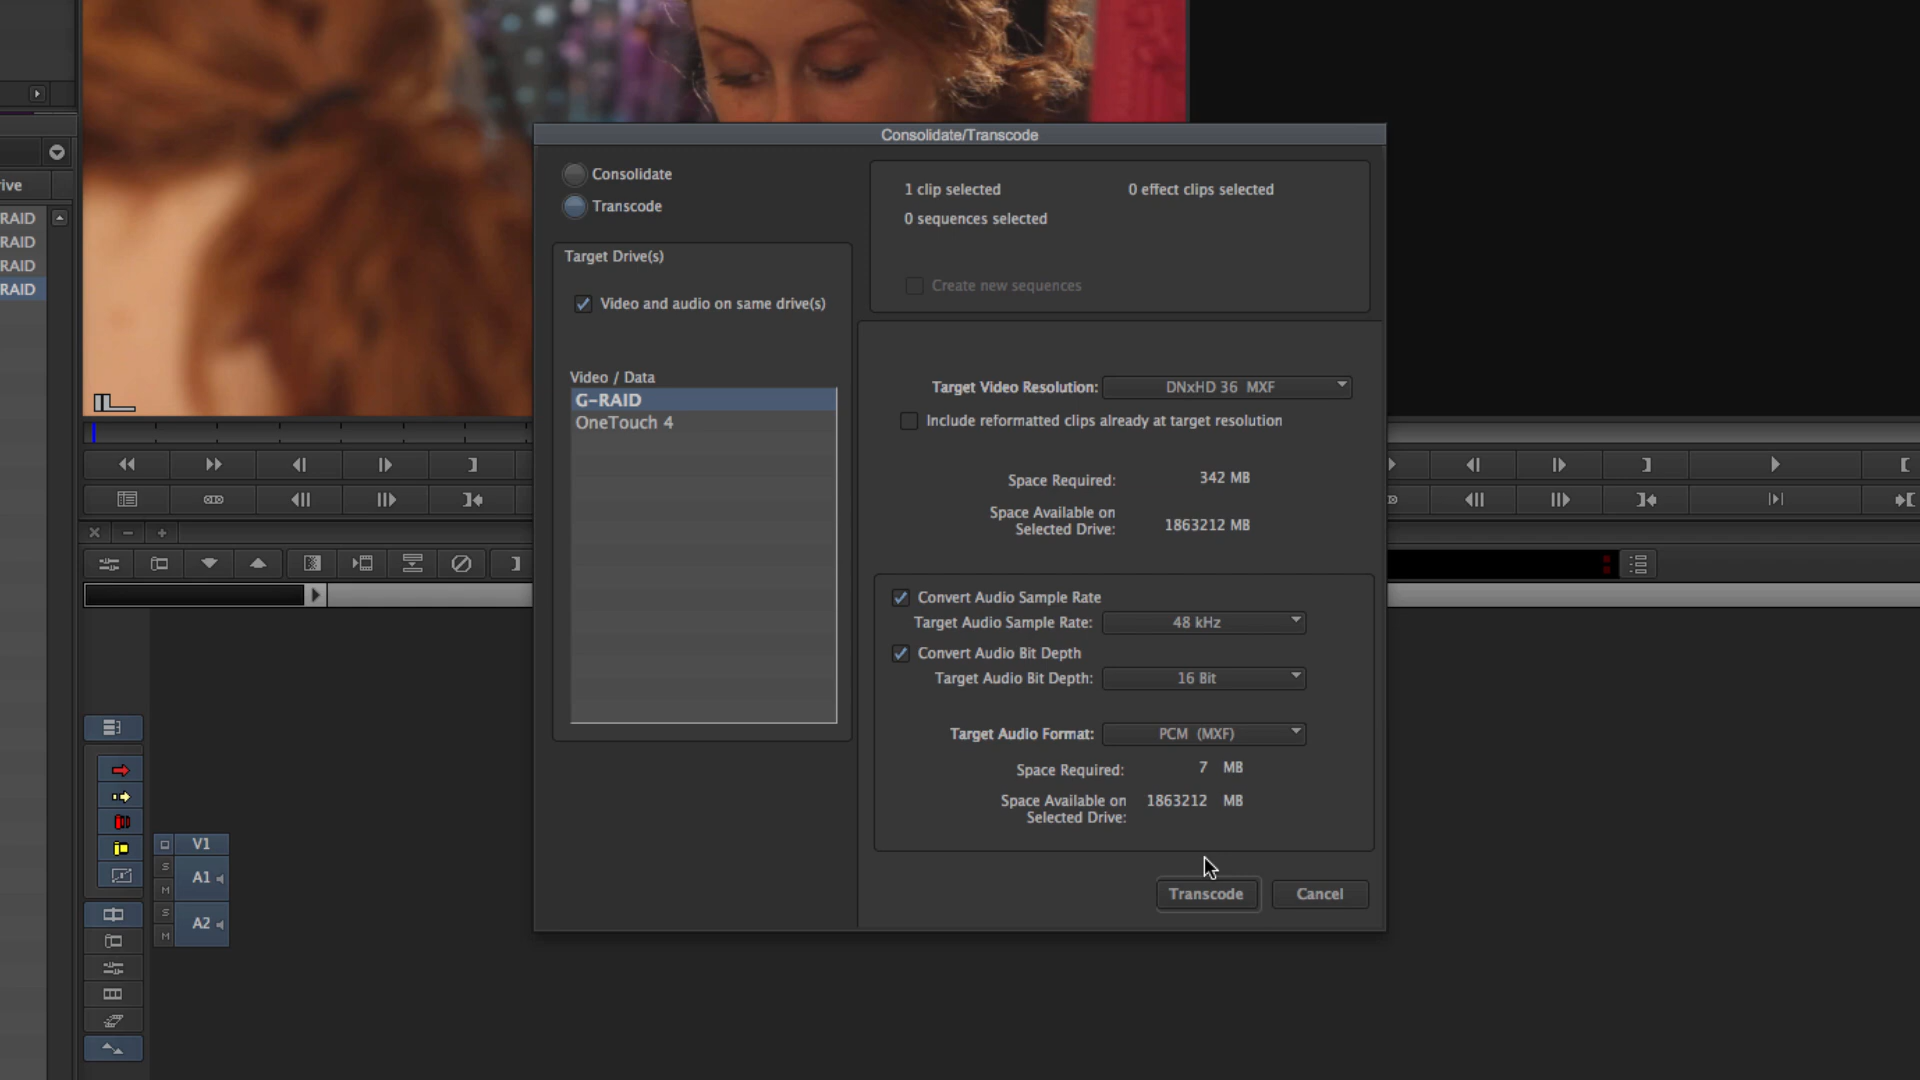 Consolidate/Transcode
Consolidate
Transcode
1 clip selected
0 effect clips selected
0 sequences selected
Create new sequences
Target Drive(s)
Video and audio on same drive(s)
Video / Data
G-RAID
OneTouch 4
Target Video Resolution: DNxHD 36 MXF
Include reformatted clips already at target resolution
Space Required: 342 MB
Space Available on
Selected Drive: 1863212 MB
Convert Audio Sample Rate
Target Audio Sample Rate: 48 kHz
Convert Audio Bit Depth
Target Audio Bit Depth: 16 Bit
Target Audio Format: PCM (MXF)
Space Required: 7 MB
Space Available on
Selected Drive: 1863212 MB
Transcode
Cancel
rive
RAID
RAID
RAID
RAID
V1
S
M
A1
S
M
A2